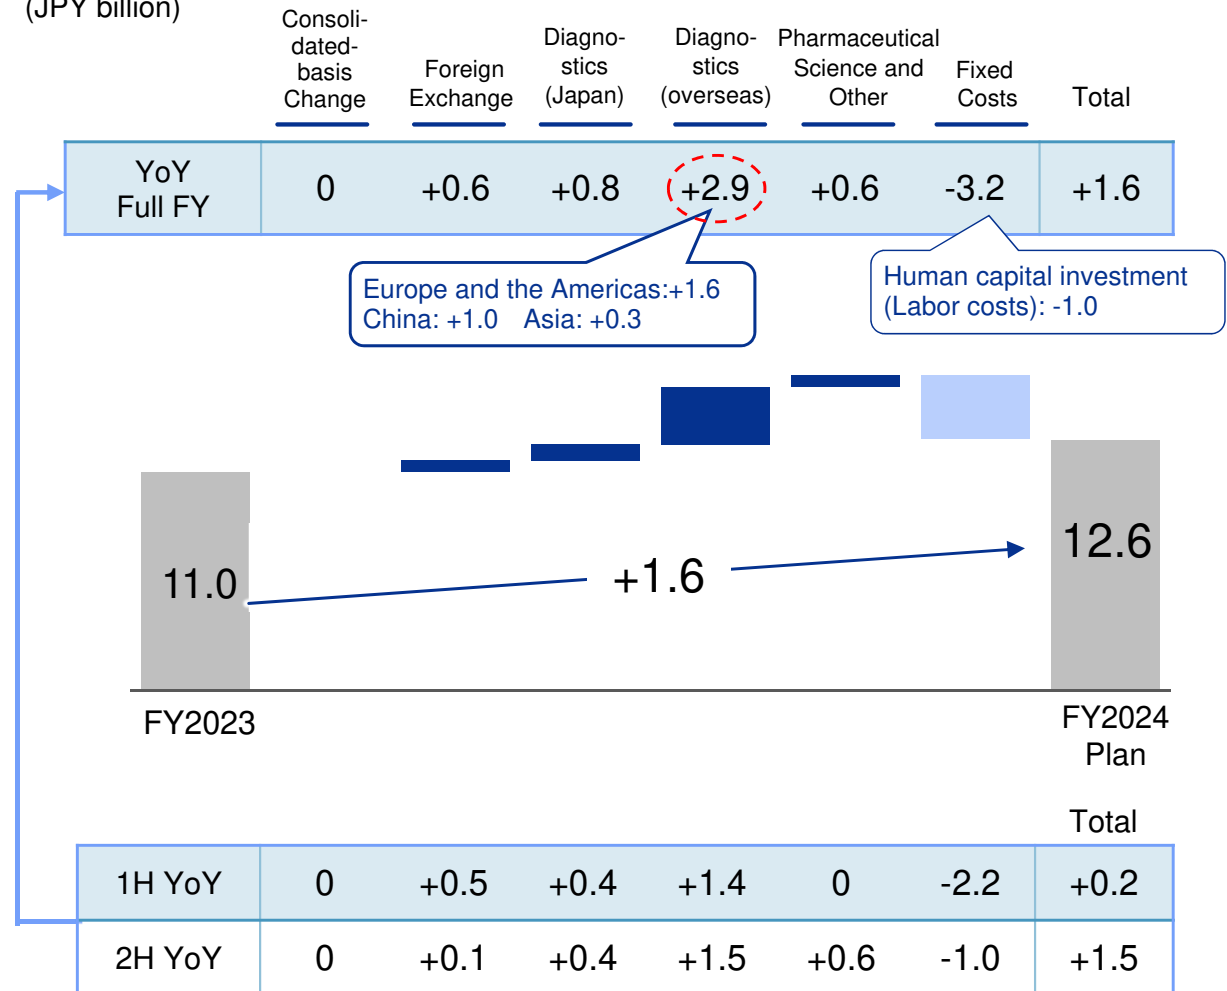 (JPY billion)
Consoli-
dated-
basis
Change
Foreign
Exchange
Diagno-
stics
(Japan)
Diagno-
stics
(overseas)
Pharmaceutical
Science and
Other
Fixed
Costs
Total
YoY
Full FY
0 +0.6 +0.8 +2.9 +0.6 -3.2 +1.6
Europe and the Americas:+1.6
China: +1.0 Asia: +0.3
Human capital investment
(Labor costs): -1.0
11.0
+1.6
12.6
FY2023
FY2024
Plan
Total
1H YoY 0 +0.5 +0.4 +1.4 0 -2.2 +0.2
2H YoY 0 +0.1 +0.4 +1.5 +0.6 -1.0 +1.5